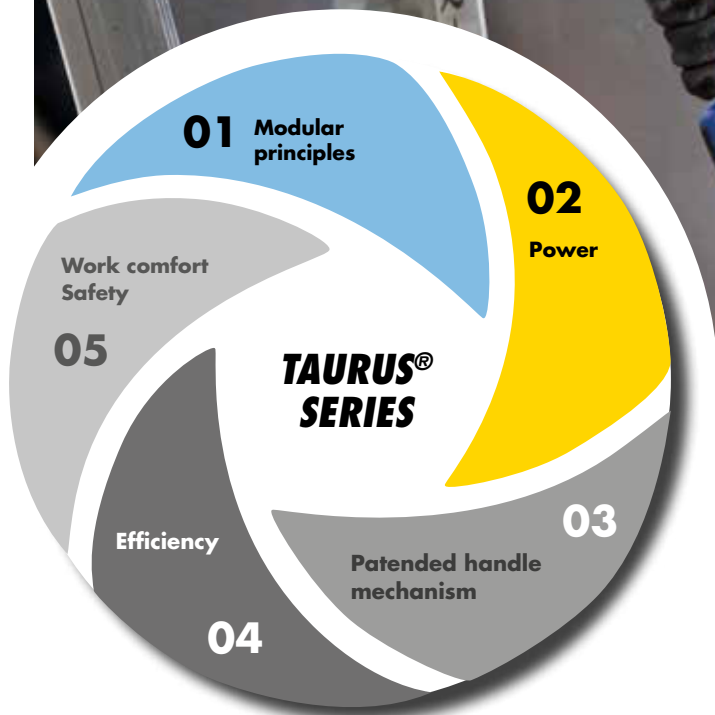 01 Modular
principles
02
Power
03
Patended handle
mechanism
04
Efficiency
05
Work comfort
Safety
TAURUS®
SERIES